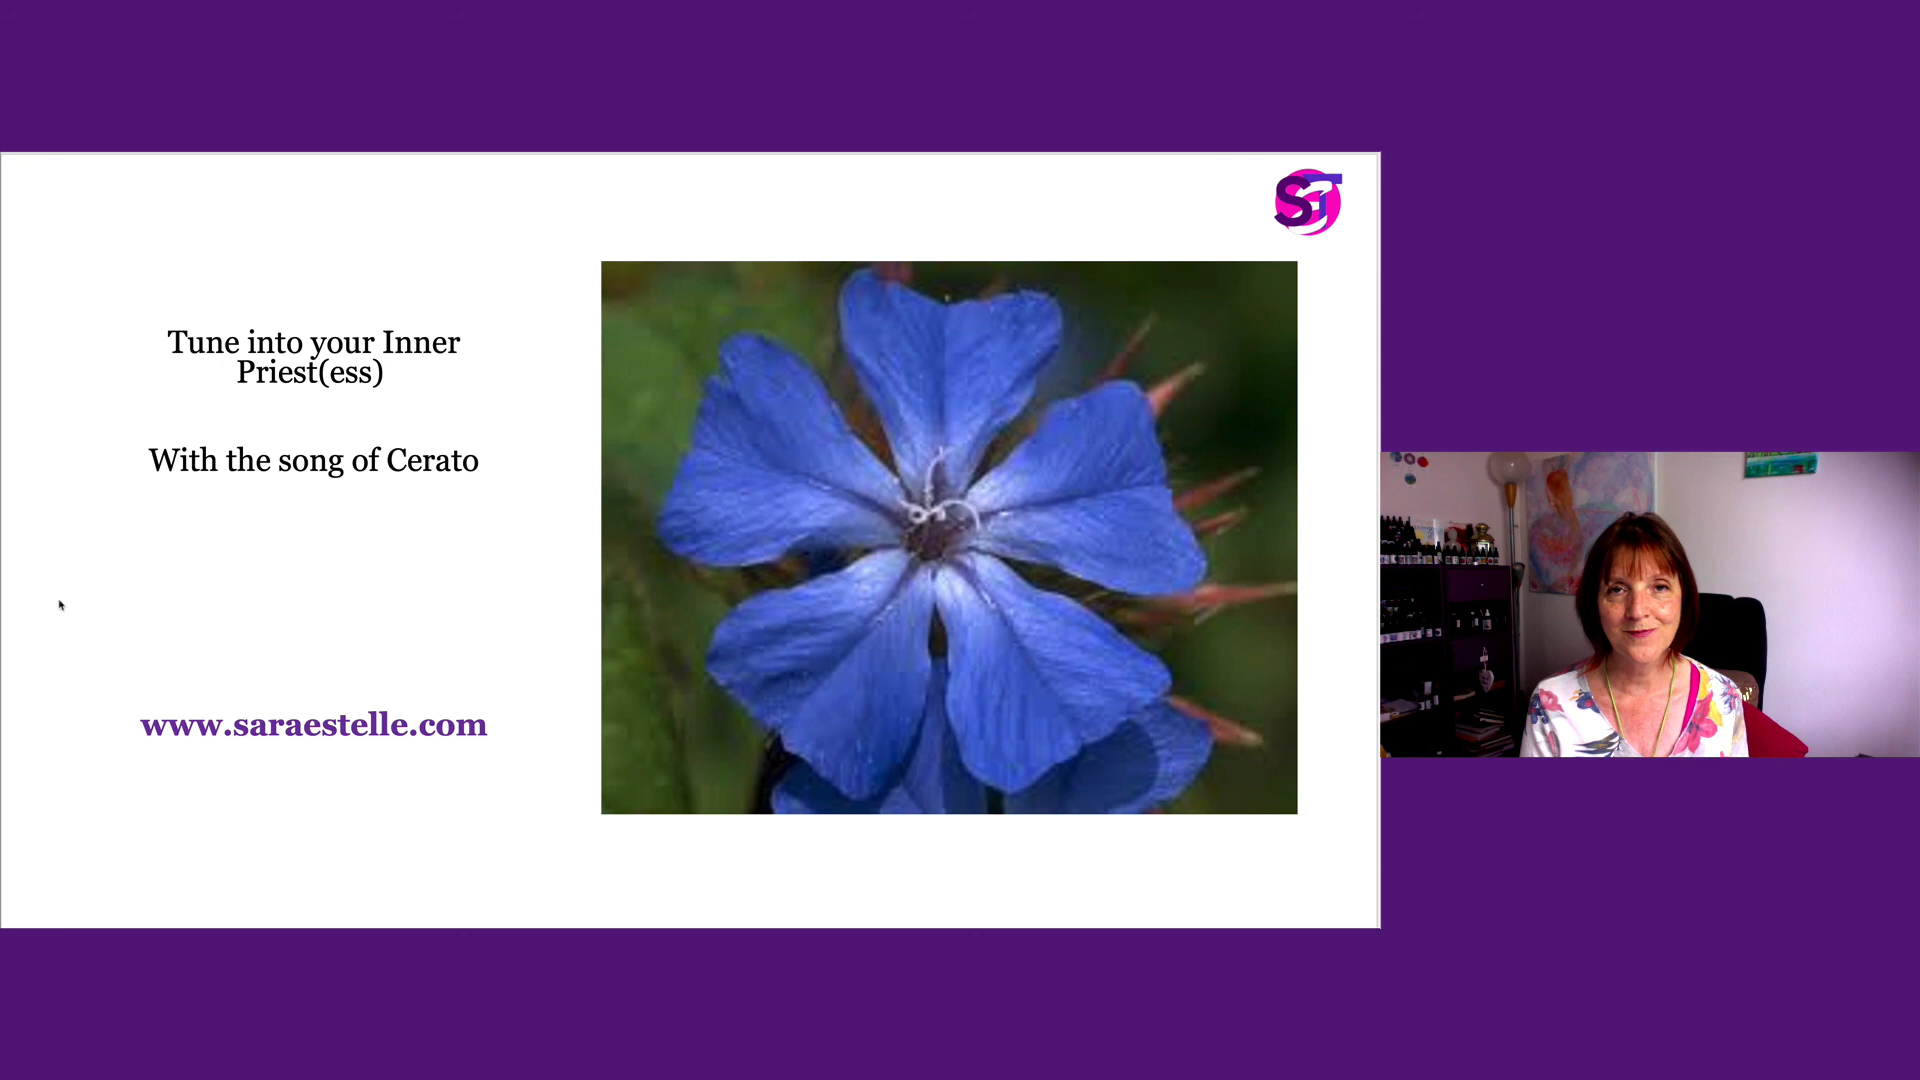 Tune into your Inner
Priest(ess)
With the song of Cerato
www.saraestelle.com